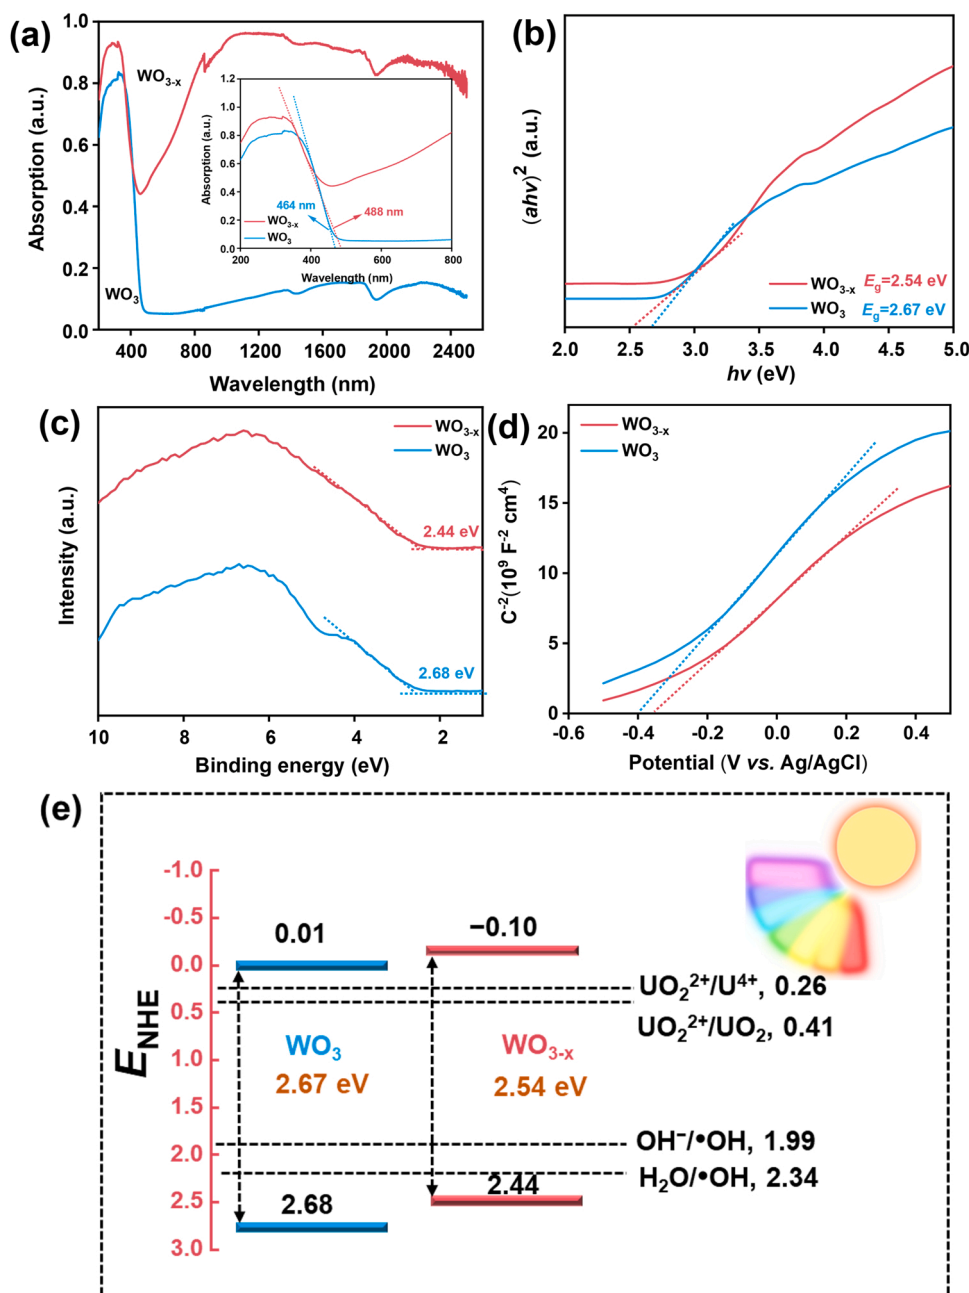 (a)
1.0
0.8
0.6
0.4
0.2
0.0
Absorption (a.u.)
WO3-x
WO3
400 800 1200 1600 2000 2400
Wavelength (nm)
1.2
1.0
0.8
0.6
0.4
0.2
0.0
Absorption (a.u.)
464 nm
488 nm
WO3-x
WO3
200 400 600 800
Wavelength (nm)
(b)
(ahv)2 (a.u.)
WO3-x Eg=2.54 eV
WO3 Eg=2.67 eV
2.0 2.5 3.0 3.5 4.0 4.5 5.0
hv (eV)
(c)
Intensity (a.u.)
WO3-x
WO3
2.44 eV
2.68 eV
10 8 6 4 2
Binding energy (eV)
(d)
20
15
10
5
0
C-2(109 F-2 cm4)
WO3-x
WO3
-0.6 -0.4 -0.2 0.0 0.2 0.4
Potential (V vs. Ag/AgCl)
(e)
ENHE
-1.0
-0.5
0.0
0.5
1.0
1.5
2.0
2.5
3.0
0.01
−0.10
UO22+/U4+, 0.26
UO22+/UO2, 0.41
WO3
2.67 eV
WO3-x
2.54 eV
OH−/•OH, 1.99
H2O/•OH, 2.34
2.68
2.44